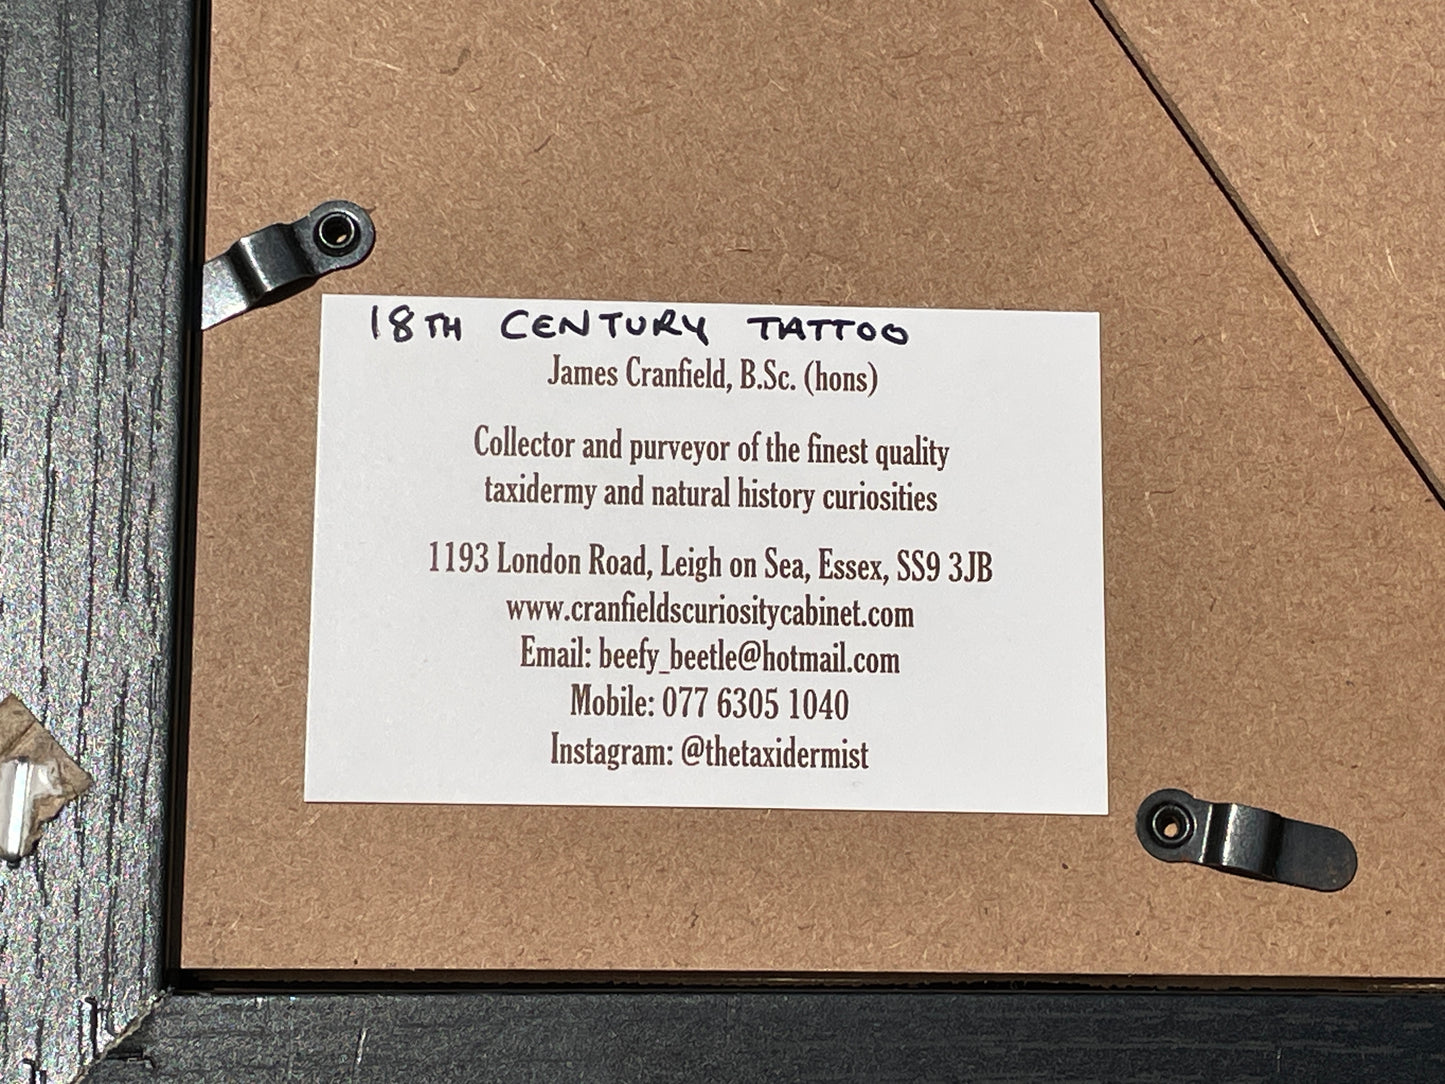 18TH CENTURY TATTOO
James Cranfield, B.Sc. (hons)
Collector and purveyor of the finest quality
taxidermy and natural history curiosities
1193 London Road, Leigh on Sea, Essex, SS9 3JB
www.cranfieldscuriositycabinet.com
Email: beefy_beetle@hotmail.com
Mobile: 077 6305 1040
Instagram: @thetaxidermist